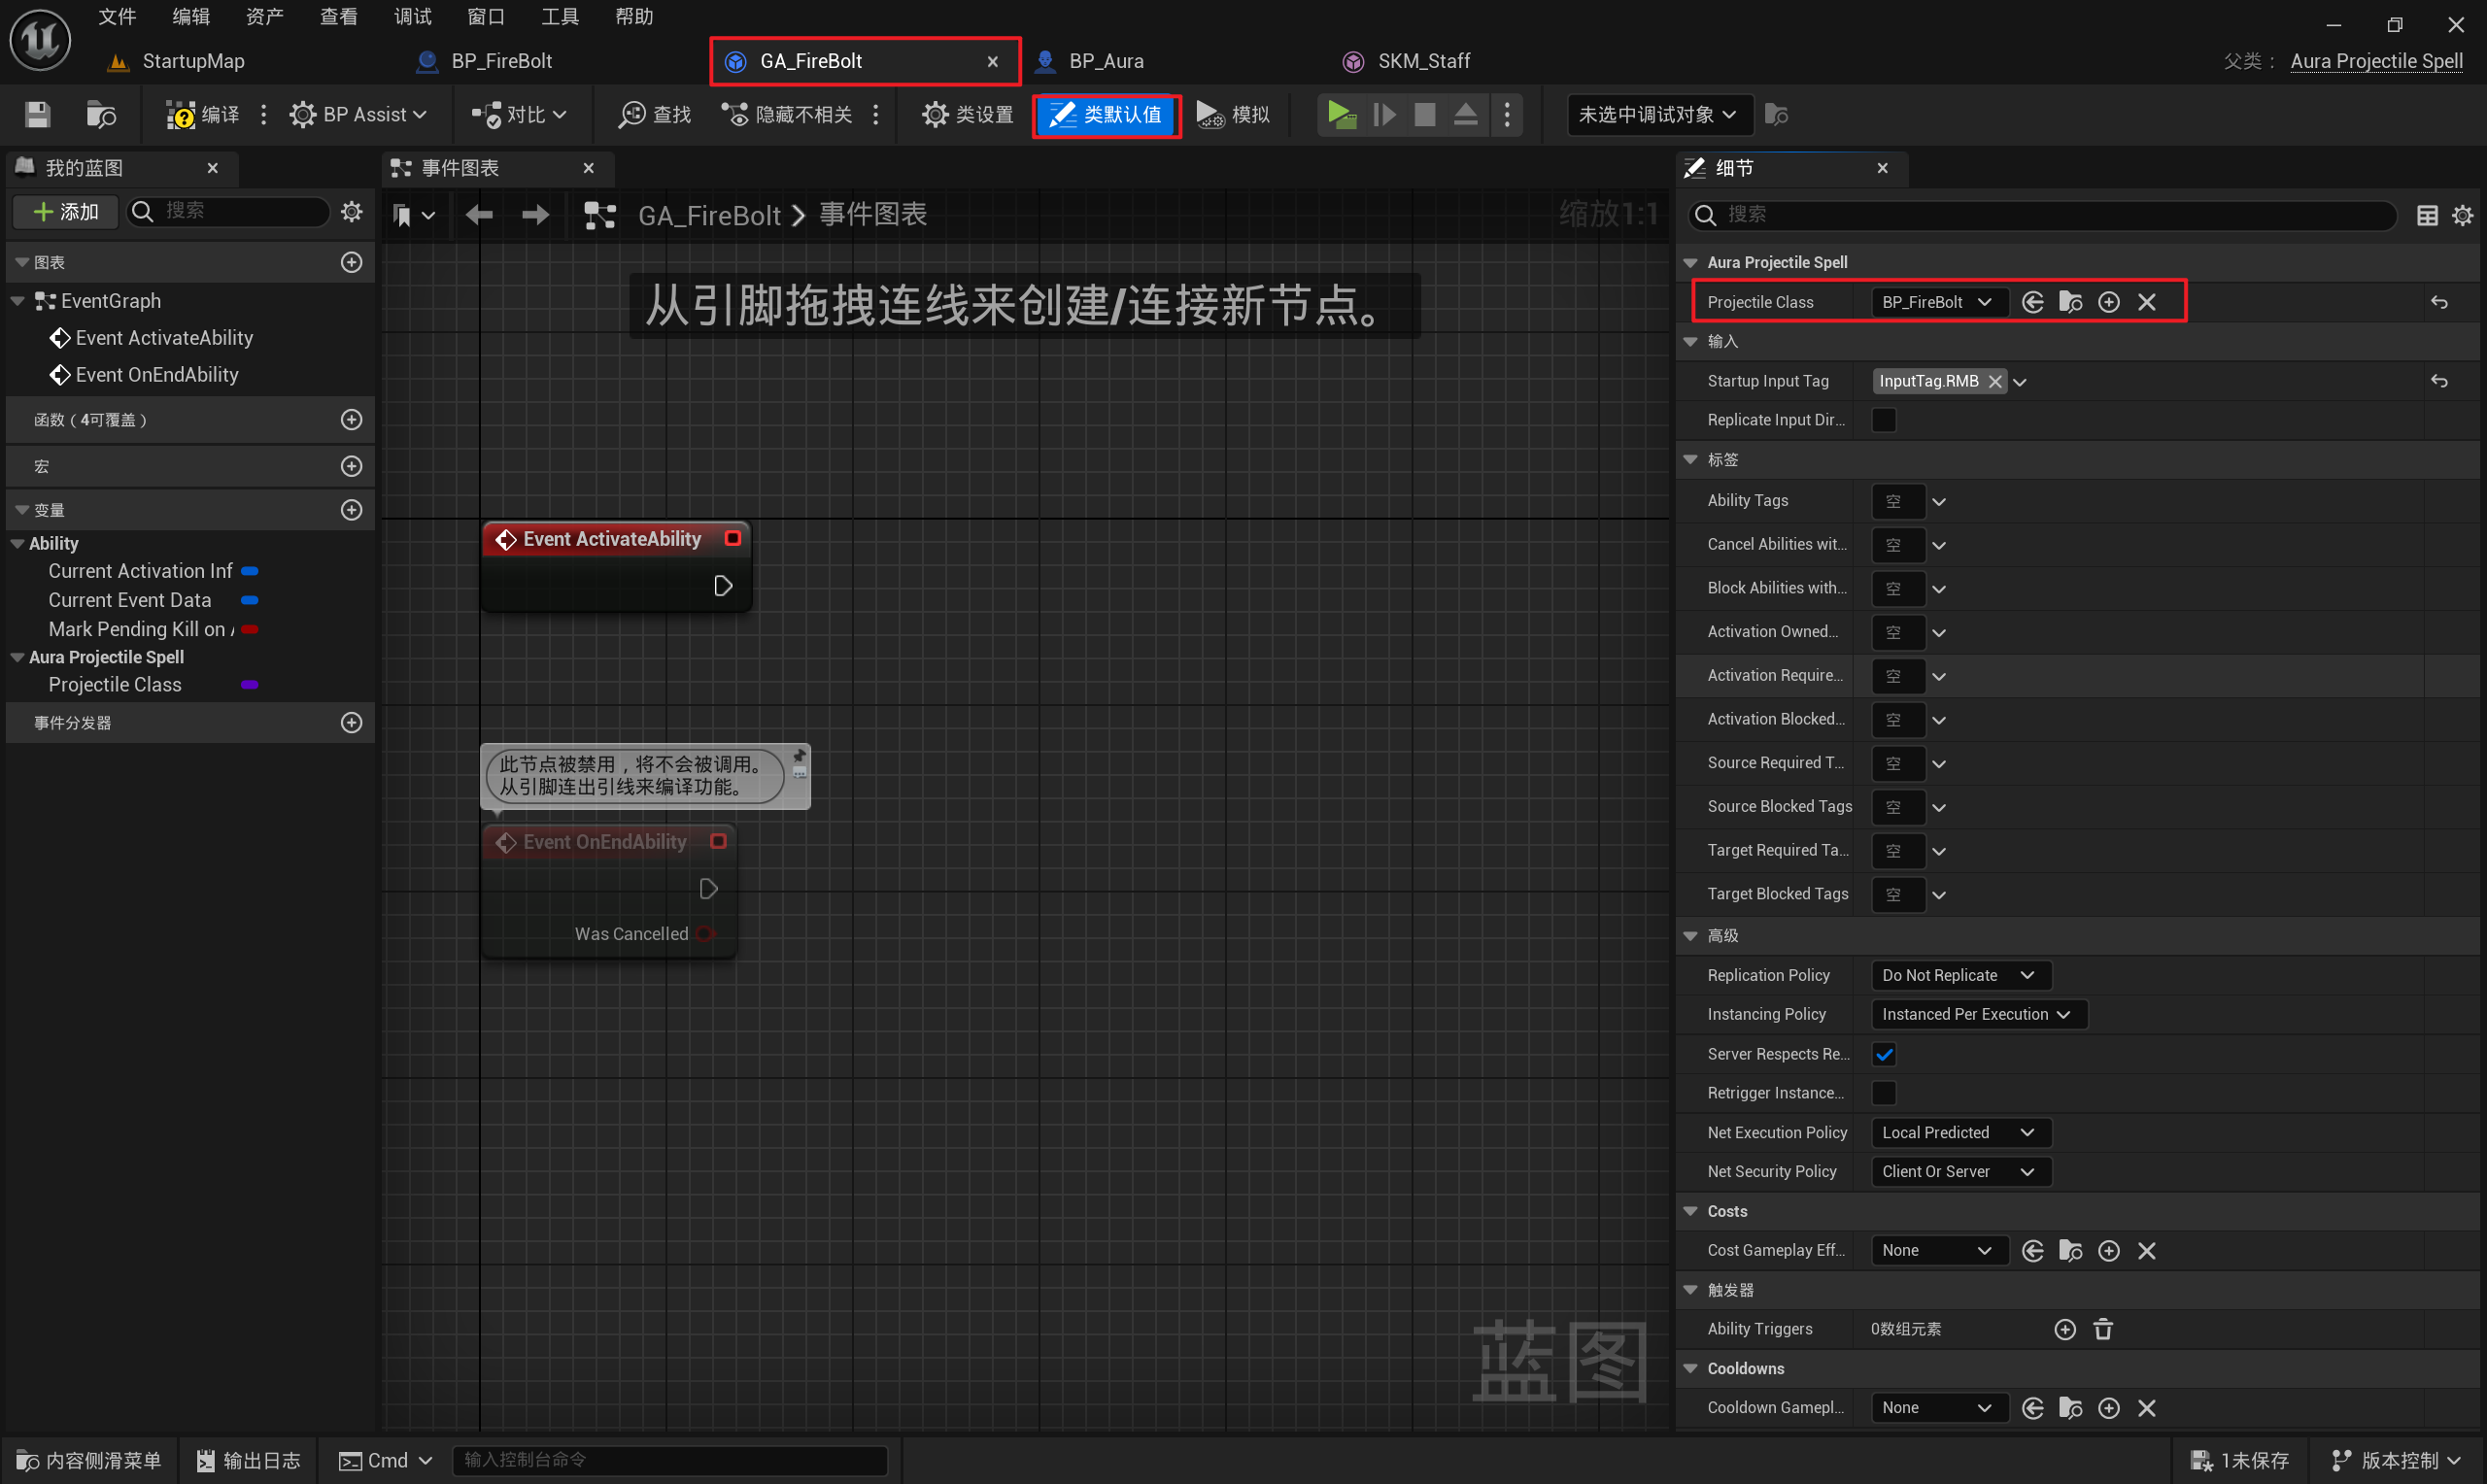 文件 编辑 资产 查看 调试 窗口 工具 帮助
StartupMap BP_FireBolt GA_FireBolt BP_Aura SKM_Staff 父类： Aura Projectile Spell
编译 BP Assist 对比 查找 隐藏不相关 类设置 类默认值 模拟 未选中调试对象
我的蓝图
添加 搜索
图表
EventGraph
Event ActivateAbility
Event OnEndAbility
函数（4可覆盖）
宏
变量
Ability
Current Activation Inf
Current Event Data
Mark Pending Kill on
Aura Projectile Spell
Projectile Class
事件分发器
事件图表
GA_FireBolt 事件图表 缩放1:1
从引脚拖拽连线来创建/连接新节点。
Event ActivateAbility
此节点被禁用，将不会被调用。
从引脚连出引线来编译功能。
Event OnEndAbility
Was Cancelled
蓝图
细节
搜索
Aura Projectile Spell
Projectile Class BP_FireBolt
输入
Startup Input Tag InputTag.RMB
Replicate Input Dir...
标签
Ability Tags 空
Cancel Abilities wit... 空
Block Abilities with... 空
Activation Owned... 空
Activation Require... 空
Activation Blocked... 空
Source Required T... 空
Source Blocked Tags 空
Target Required Ta... 空
Target Blocked Tags 空
高级
Replication Policy Do Not Replicate
Instancing Policy Instanced Per Execution
Server Respects Re...
Retrigger Instance...
Net Execution Policy Local Predicted
Net Security Policy Client Or Server
Costs
Cost Gameplay Eff... None
触发器
Ability Triggers 0数组元素
Cooldowns
Cooldown Gamepl... None
内容侧滑菜单 输出日志 Cmd 输入控制台命令 1未保存 版本控制